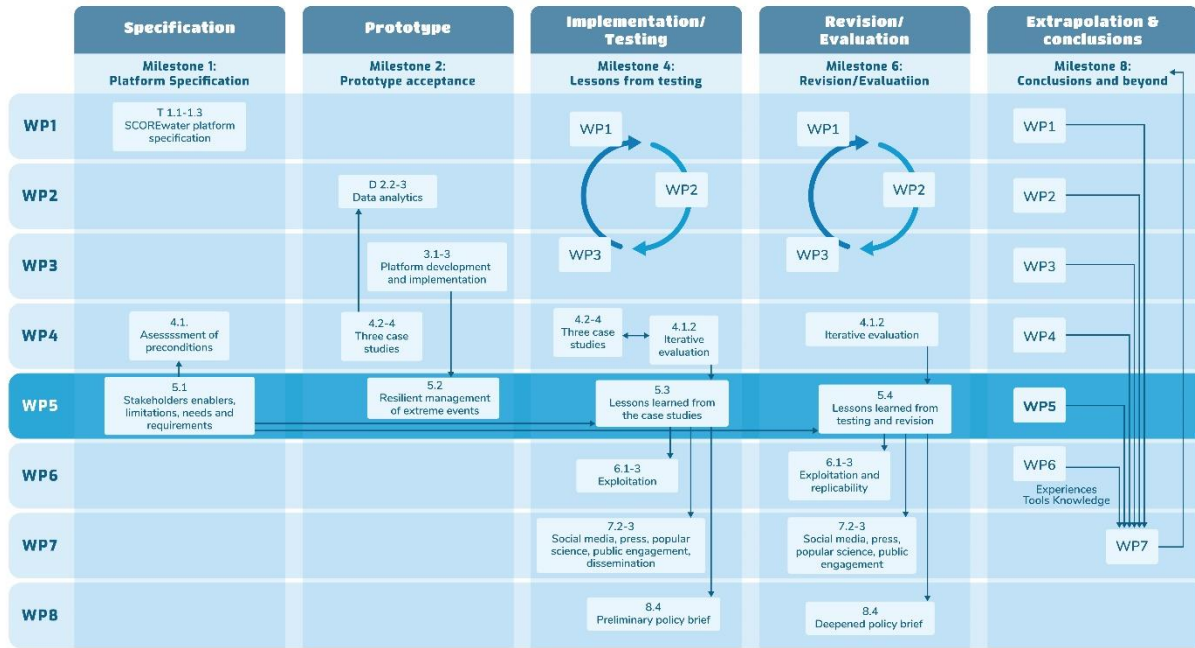 Specification
Prototype
Implementation/
Testing
Revision/
Evaluation
Extrapolation &
conclusions
Milestone 1:
Platform Specification
Milestone 2:
Prototype acceptance
Milestone 4:
Lessons from testing
Milestone 6:
Revision/Evaluatiion
Milestone 8:
Conclusions and beyond
WP1
T 1.1-1.3
SCOREwater platform
specification
WP1
WP1
WP1
WP2
D 2.2-3
Data analytics
WP2
WP2
WP2
WP3
3.1-3
Platform development
and implementation
WP3
WP3
WP3
WP4
4.1.
Asesssment of
preconditions
4.2-4
Three case
studies
4.2-4
Three case
studies
4.1.2
Iterative
evaluation
4.1.2
Iterative evaluation
WP4
WP5
5.1
Stakeholders enablers,
limitations, needs and
requirements
5.2
Resilient management
of extreme events
5.3
Lessons learned from
the case studies
5.4
Lessons learned from
testing and revision
WP5
WP6
6.1-3
Exploitation
6.1-3
Exploitation and
replicability
WP6
Experiences
Tools Knowledge
WP7
7.2-3
Social media, press, popular
science, public engagement,
dissemination
7.2-3
Social media, press,
popular science, public
engagement
WP7
WP8
8.4
Preliminary policy brief
8.4
Deepened policy brief